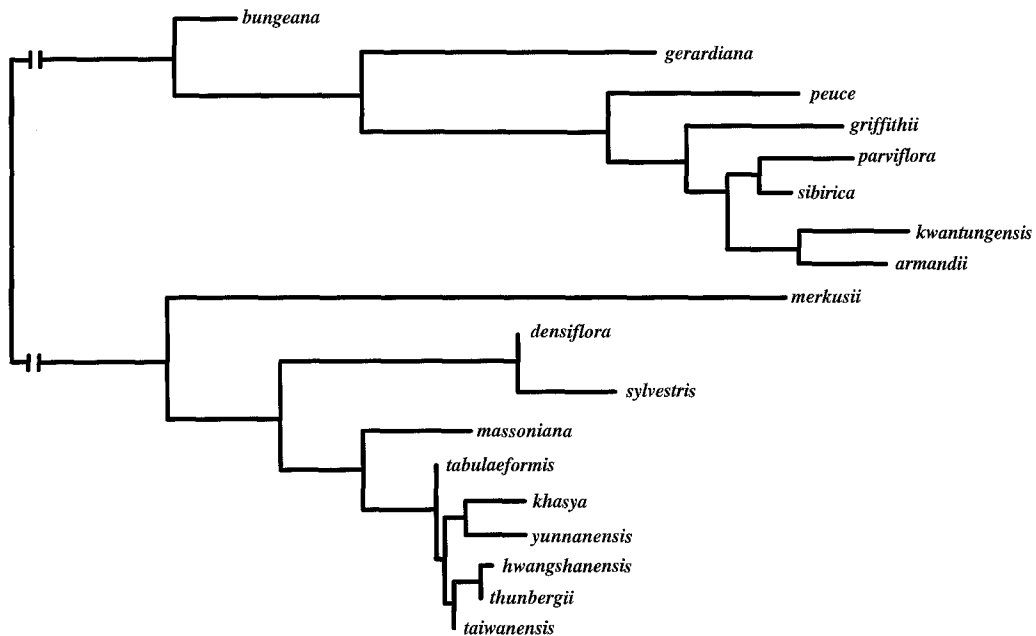 bungeana
gerardiana
peuce
griffithii
parviflora
sibirica
kwantungensis
armandii
merkusii
densiflora
sylvestris
massoniana
tabulaeformis
khasya
yunnanensis
hwangshanensis
thunbergii
taiwanensis